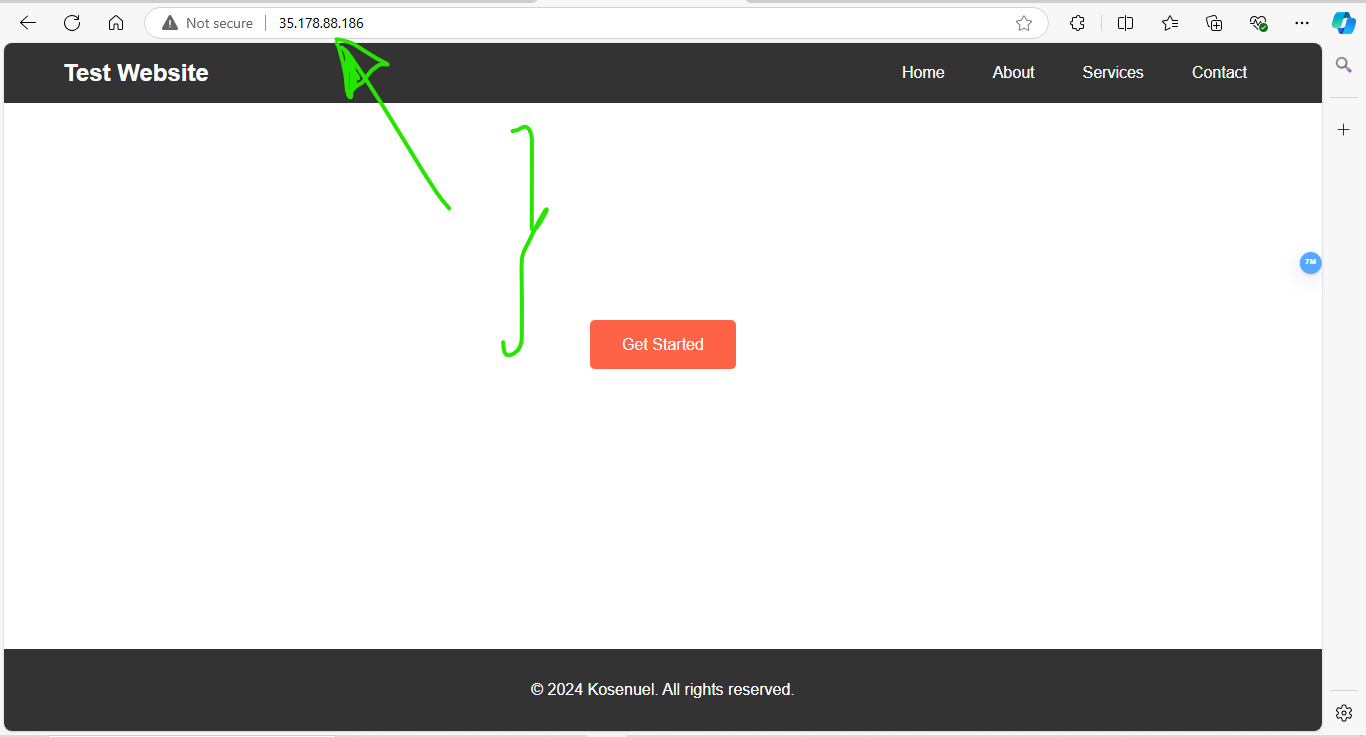 Not secure 35.178.88.186
Test Website Home About Services Contact
7M
Get Started
© 2024 Kosenuel. All rights reserved.